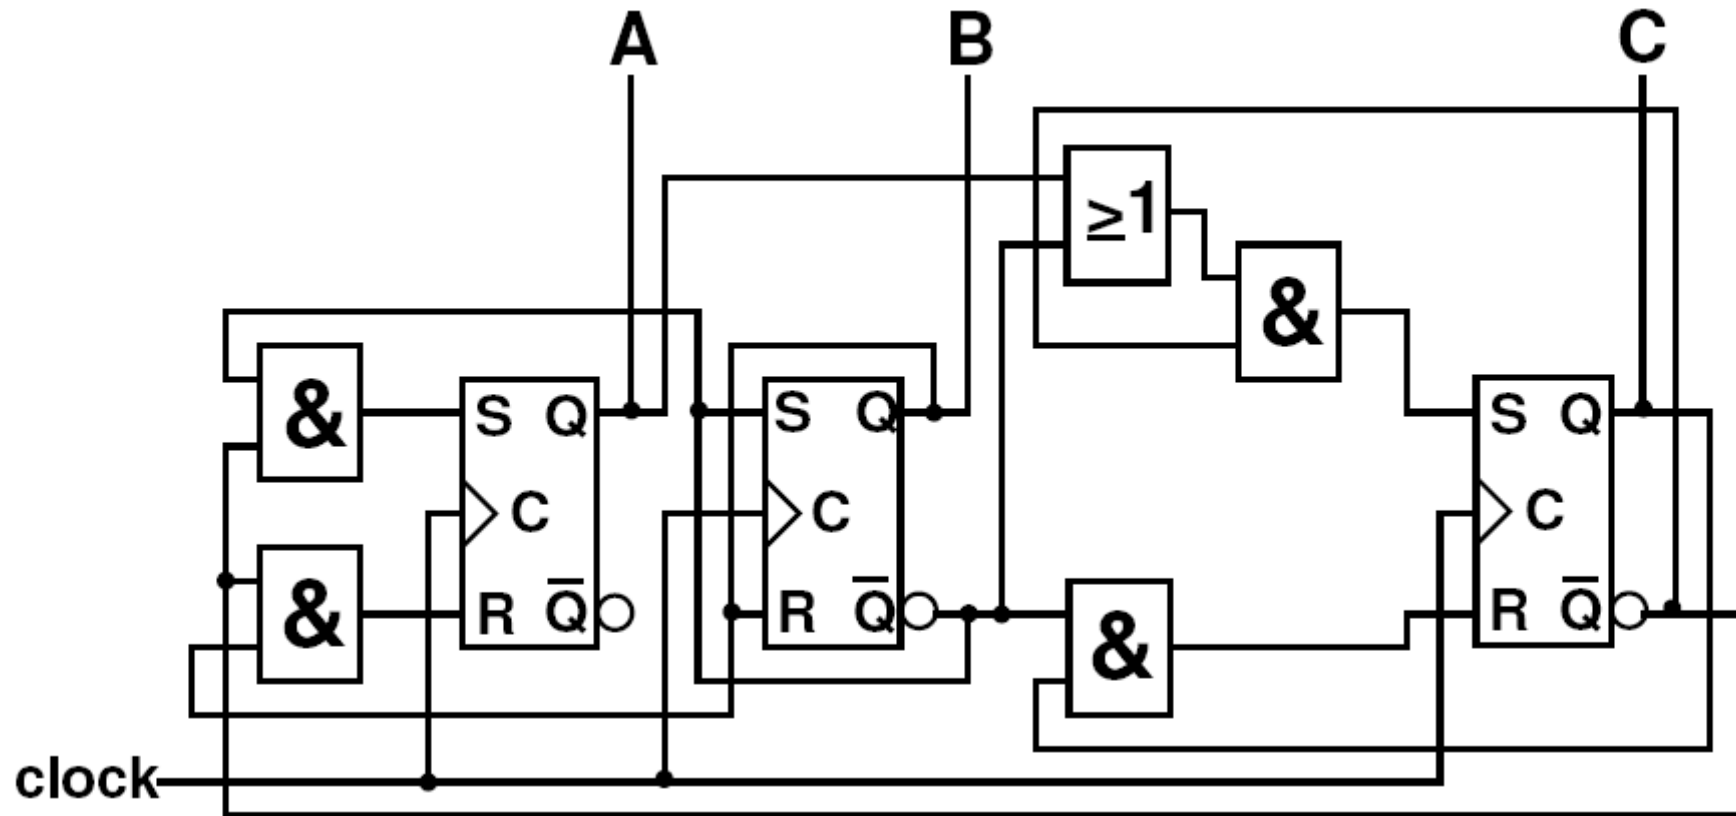 A B C
≥1
&
& S Q S Q S Q
C C C
& R Q̅ R Q̅ & R Q̅
clock